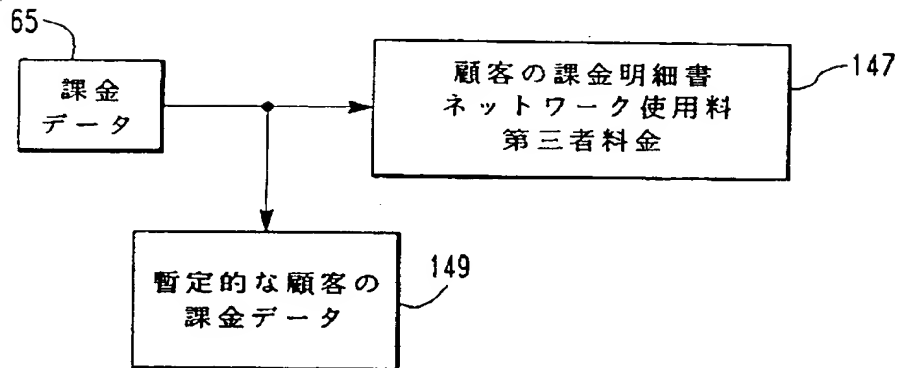 65
課金
データ
顧客の課金明細書
ネットワーク使用料
第三者料金
147
暫定的な顧客の
課金データ
149